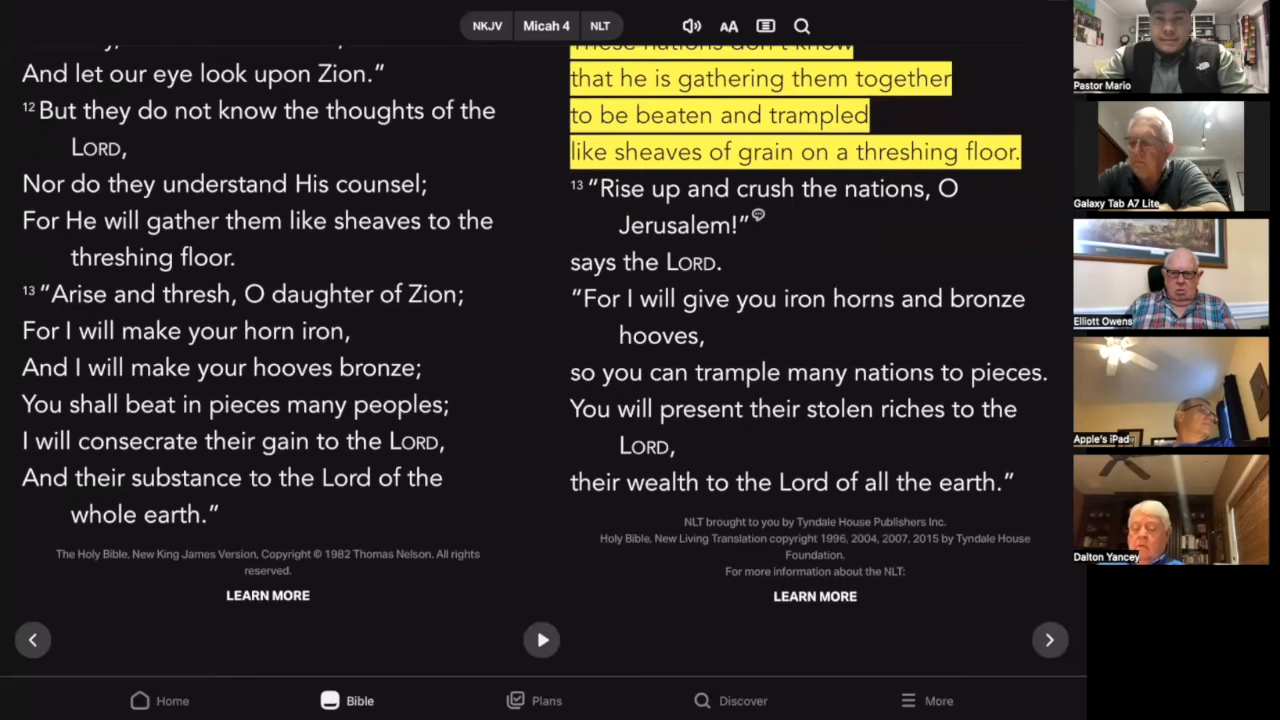 NKJV Micah 4 NLT
AA
And let our eye look upon Zion.”
12 But they do not know the thoughts of the
LORD,
Nor do they understand His counsel;
For He will gather them like sheaves to the
threshing floor.
13 “Arise and thresh, O daughter of Zion;
For I will make your horn iron,
And I will make your hooves bronze;
You shall beat in pieces many peoples;
I will consecrate their gain to the LORD,
And their substance to the Lord of the
whole earth.”
The Holy Bible, New King James Version, Copyright © 1982 Thomas Nelson. All rights
reserved.
LEARN MORE
These nations don’t know
that he is gathering them together
to be beaten and trampled
like sheaves of grain on a threshing floor.
13 “Rise up and crush the nations, O
Jerusalem!”
says the LORD.
“For I will give you iron horns and bronze
hooves,
so you can trample many nations to pieces.
You will present their stolen riches to the
LORD,
their wealth to the Lord of all the earth.”
NLT brought to you by Tyndale House Publishers Inc.
Holy Bible, New Living Translation copyright 1996, 2004, 2007, 2015 by Tyndale House
Foundation.
For more information about the NLT:
LEARN MORE
Home Bible Plans Discover More
Pastor Mario
Galaxy Tab A7 Lite
Elliott Owens
Apple's iPad
Dalton Yancey